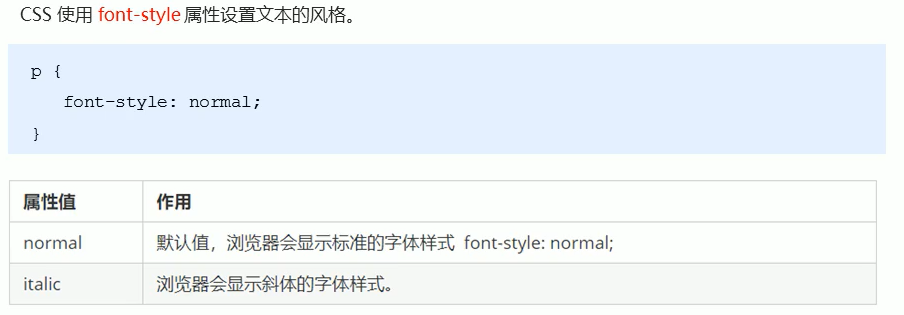 CSS 使用 font-style 属性设置文本的风格。
p {
font-style: normal;
}
属性值 作用
normal 默认值，浏览器会显示标准的字体样式 font-style: normal;
italic 浏览器会显示斜体的字体样式。